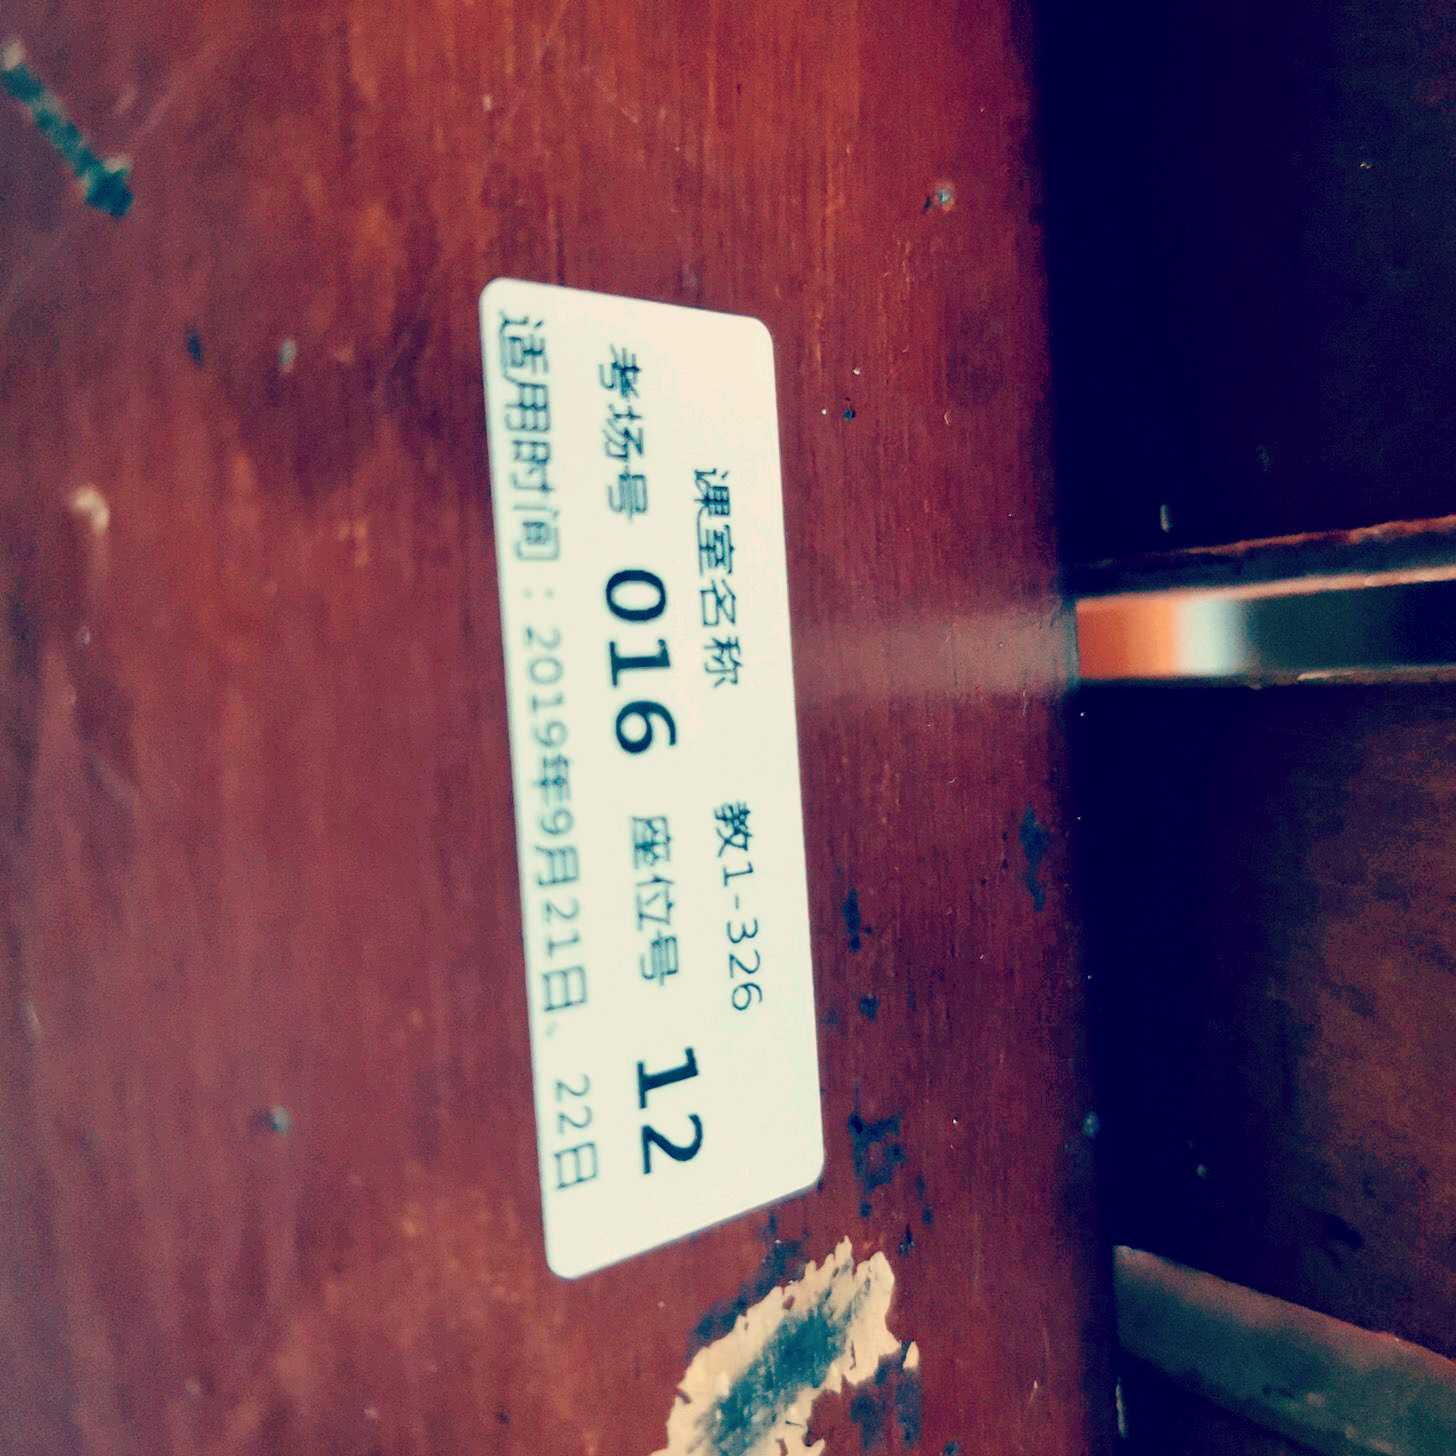 课室名称 教1-326
考场号 016 座位号 12
适用时间：2019年9月21日、22日